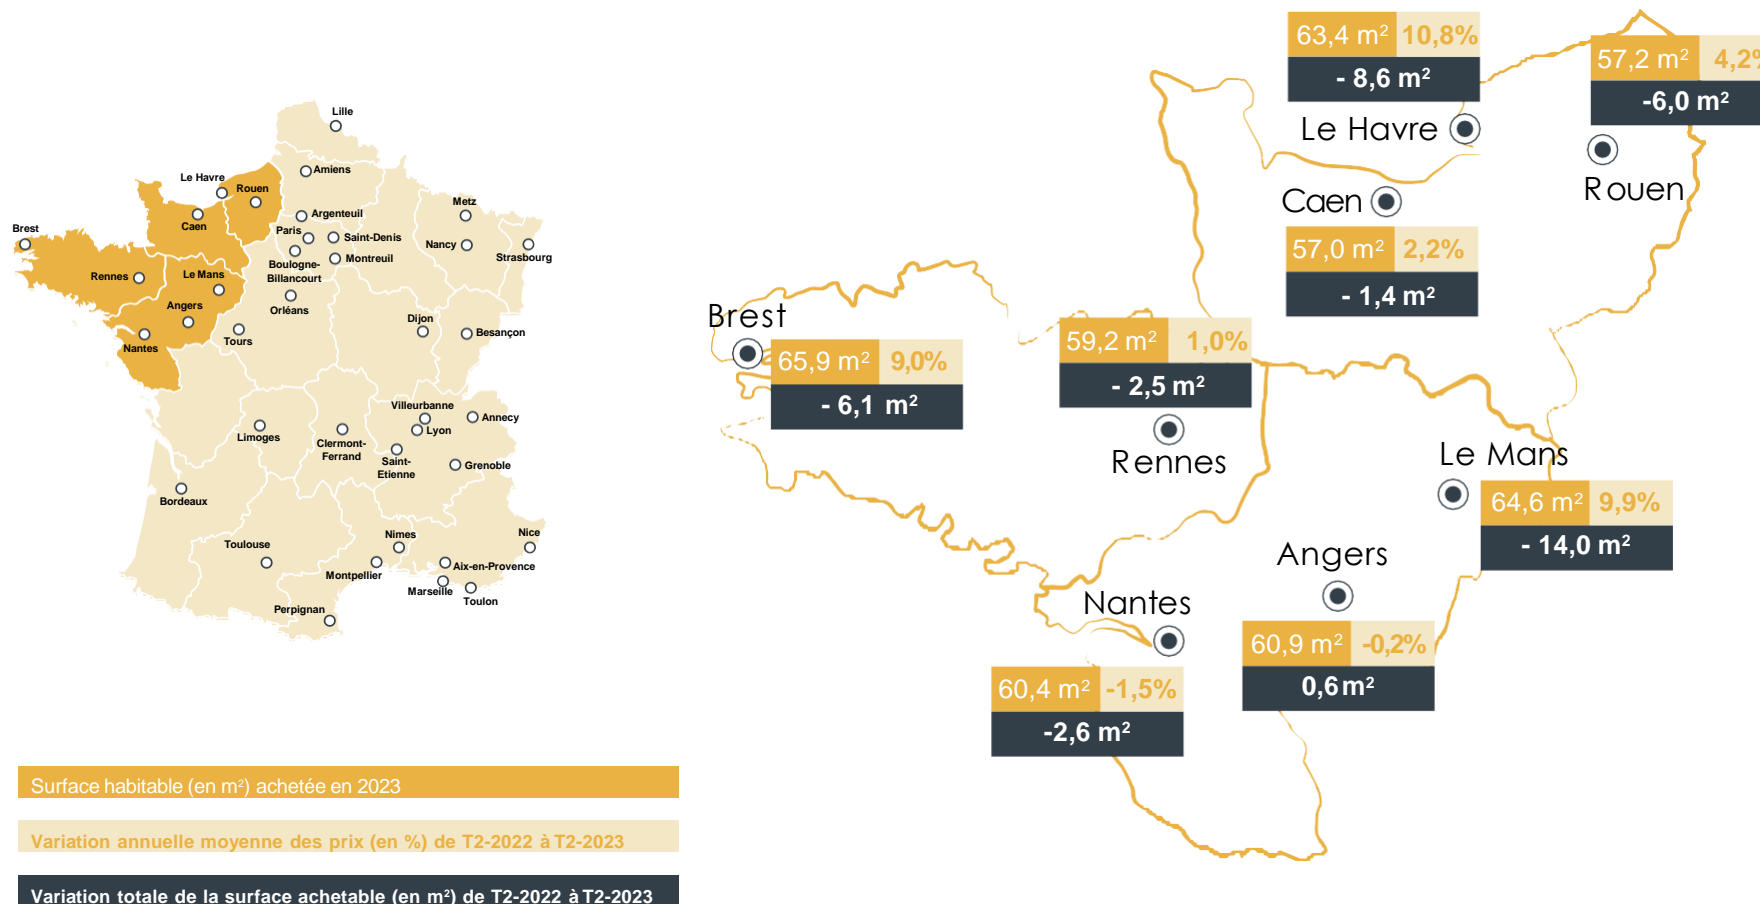 Lille
Amiens
Le Havre
Rouen
Caen
Argenteuil
Paris
Saint-Denis
Boulogne-
Billancourt
Montreuil
Metz
Nancy
Strasbourg
Brest
Rennes
Le Mans
Angers
Nantes
Orléans
Tours
Dijon
Besançon
Villeurbanne
Lyon
Annecy
Limoges
Clermont-
Ferrand
Saint-
Etienne
Grenoble
Bordeaux
Toulouse
Nimes
Montpellier
Aix-en-Provence
Marseille
Toulon
Nice
Perpignan
63,4 m² 10,8%
- 8,6 m²
Le Havre
57,2 m² 4,2%
-6,0 m²
Rouen
Caen
57,0 m² 2,2%
- 1,4 m²
Brest
65,9 m² 9,0%
- 6,1 m²
59,2 m² 1,0%
- 2,5 m²
Rennes
Le Mans
64,6 m² 9,9%
- 14,0 m²
Angers
60,9 m² -0,2%
0,6 m²
Nantes
60,4 m² -1,5%
-2,6 m²
Surface habitable (en m²) achetée en 2023
Variation annuelle moyenne des prix (en %) de T2-2022 à T2-2023
Variation totale de la surface achetable (en m²) de T2-2022 à T2-2023